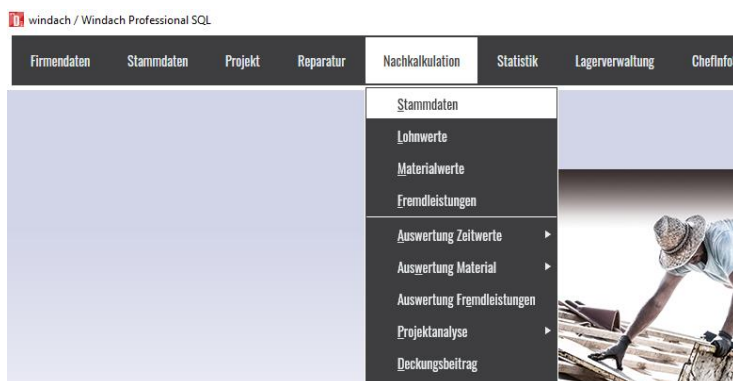 windach / Windach Professional SQL
Firmendaten Stammdaten Projekt Reparatur Nachkalkulation Statistik Lagerverwaltung ChefInfo
Stammdaten
Lohnwerte
Materialwerte
Fremdleistungen
Auswertung Zeitwerte
Auswertung Material
Auswertung Fremdleistungen
Projektanalyse
Deckungsbeitrag